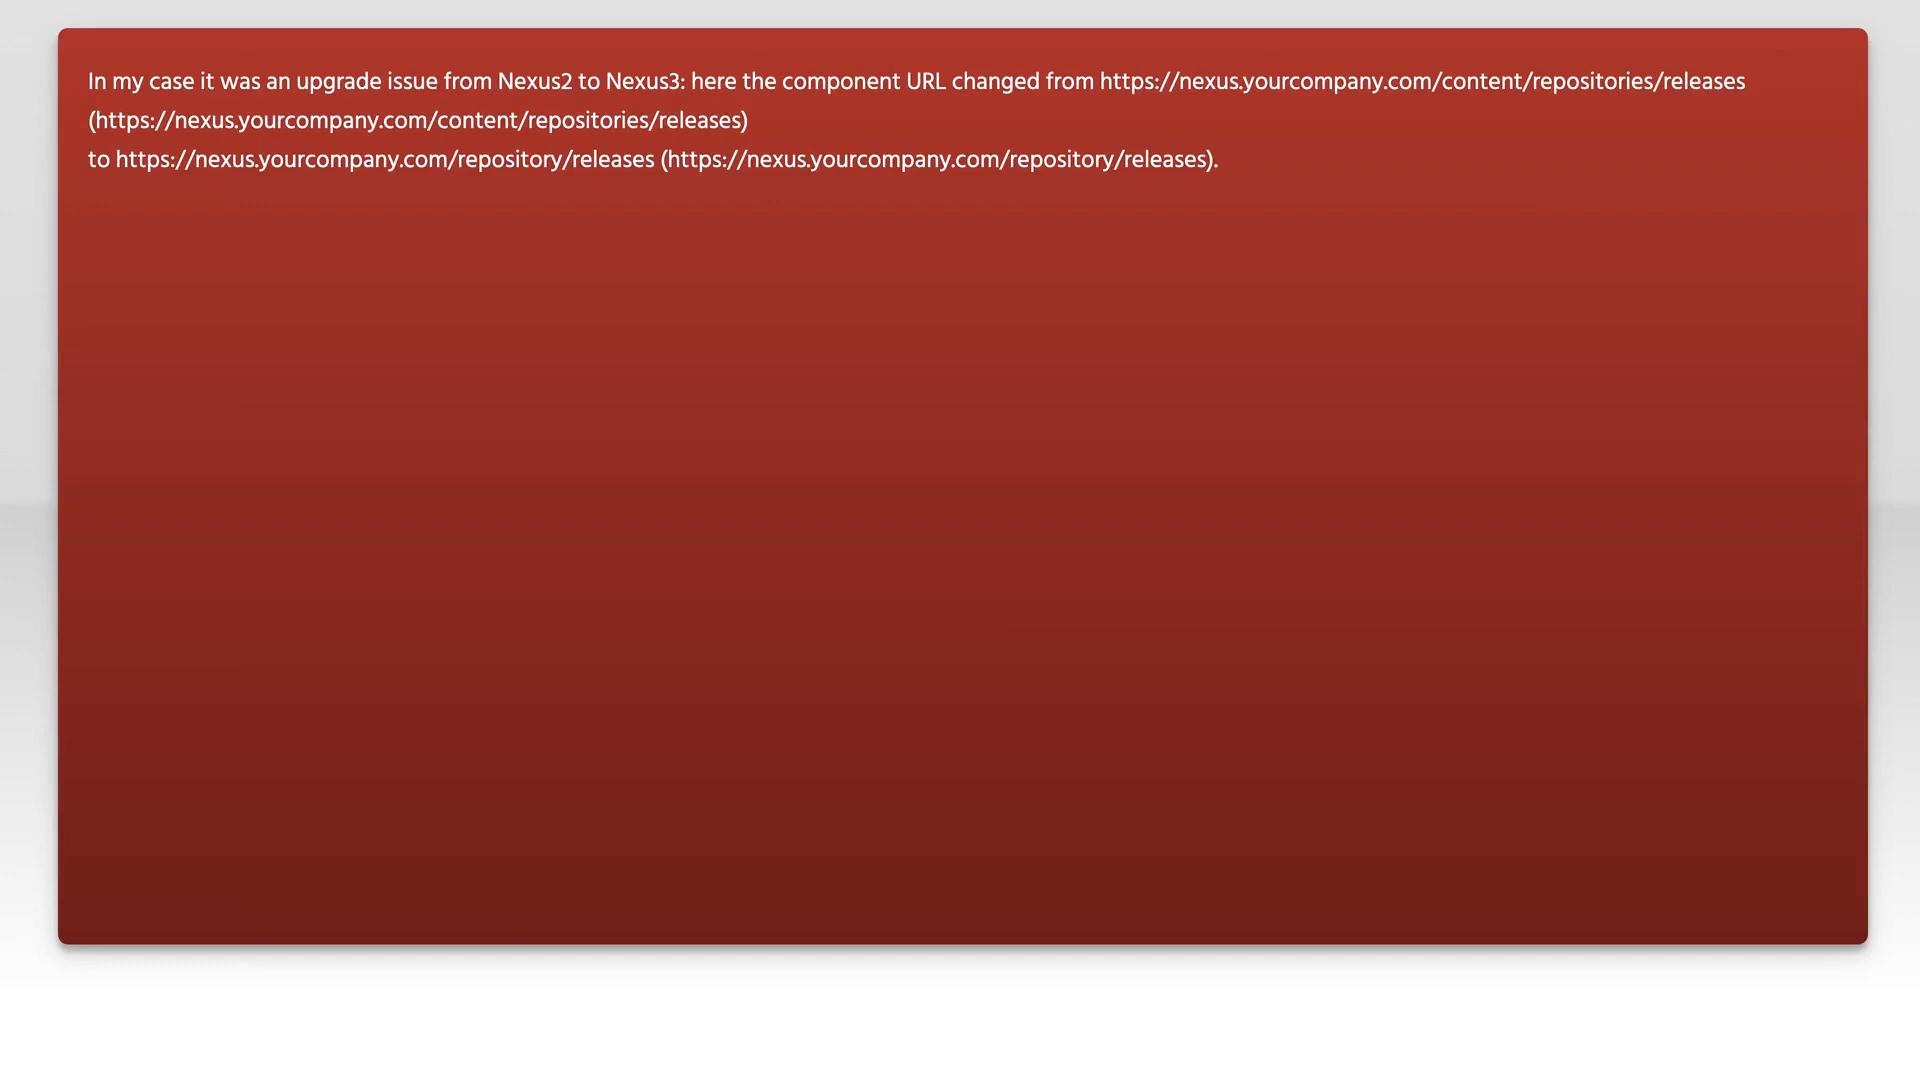 In my case it was an upgrade issue from Nexus2 to Nexus3: here the component URL changed from https://nexus.yourcompany.com/content/repositories/releases
(https://nexus.yourcompany.com/content/repositories/releases)
to https://nexus.yourcompany.com/repository/releases (https://nexus.yourcompany.com/repository/releases).